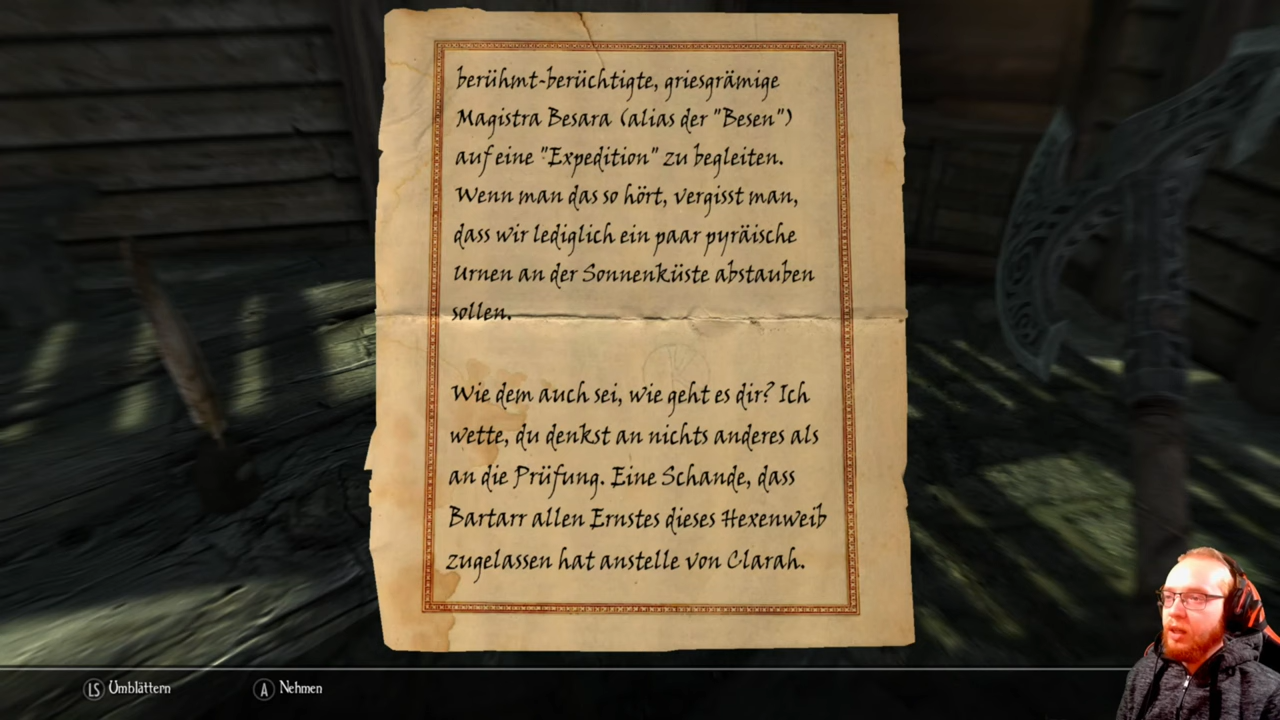 berühmt-berüchtigte, griesgrämige
Magistra Besara (alias der "Besen")
auf eine "Expedition" zu begleiten.
Wenn man das so hört, vergisst man,
dass wir lediglich ein paar pyräische
Urnen an der Sonnenküste abstauben
sollen.
Wie dem auch sei, wie geht es dir? Ich
wette, du denkst an nichts anderes als
an die Prüfung. Eine Schande, dass
Bartarr allen Ernstes dieses Hexenweib
zugelassen hat anstelle von Clarah.
LS Umblättern
A Nehmen